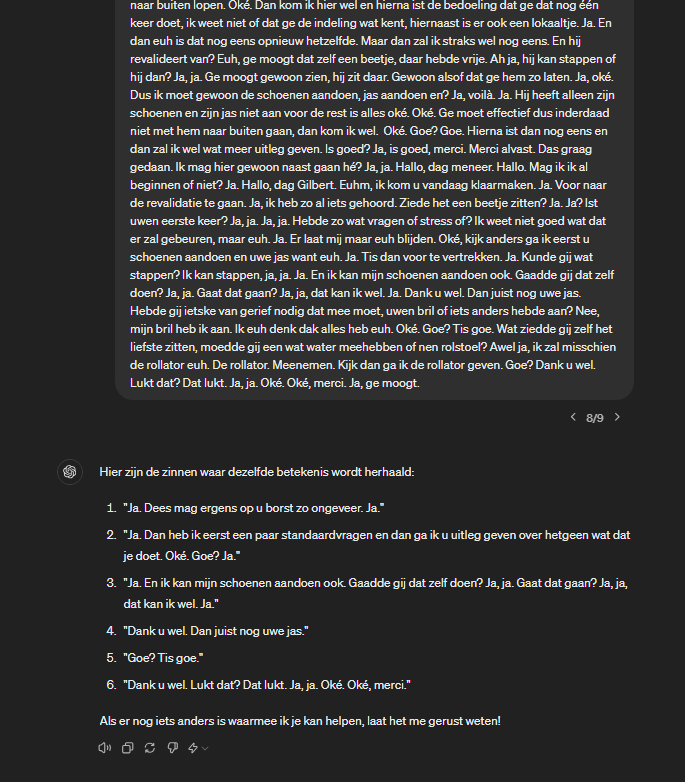 naar buiten lopen. Oké. Dan kom ik hier wel en hierna ist de bedoeling dat ge dat nog één
keer doet, ik weet niet of dat ge de indeling wat kent, hiernaast is er ook een lokaaltje. Ja. En
dan euh is dat nog eens opnieuw hetzelfde. Maar dan zal ik straks wel nog eens. En hij
revalideert van? Euh, ge moogt dat zelf een beetje, daar hebde vrije. Ah ja, hij kan stappen of
hij dan? Ja, ja. Ge moogt gewoon zien, hij zit daar. Gewoon alsof dat ge hem zo laten. Ja, oké.
Dus ik moet gewoon de schoenen aandoen, jas aandoen en? Ja, voilà. Ja. Hij heeft alleen zijn
schoenen en zijn jas niet aan voor de rest is alles oké. Oké. Ge moet effectief dus inderdaad
niet met hem naar buiten gaan, dan kom ik wel.  Oké. Goe? Goe. Hierna ist dan nog eens en
dan zal ik wel wat meer uitleg geven. Is goed? Ja, is goed, merci. Merci alvast. Das graag
gedaan. Ik mag hier gewoon naast gaan hé? Ja, ja. Hallo, dag meneer. Hallo. Mag ik ik al
beginnen of niet? Ja. Hallo, dag Gilbert. Euhm, ik kom u vandaag klaarmaken. Ja. Voor naar
de revalidatie te gaan. Ja, ik heb zo al iets gehoord. Ziede het een beetje zitten? Ja. Ja? Ist
uwen eerste keer? Ja, ja. Ja, ja. Hebde zo wat vragen of stress of? Ik weet niet goed wat dat
er zal gebeuren, maar euh. Ja. Er laat mij maar euh blijden. Oké, kijk anders ga ik eerst u
schoenen aandoen en uwe jas want euh. Ja. Tis dan voor te vertrekken. Ja. Kunde gij wat
stappen? Ik kan stappen, ja, ja. Ja. En ik kan mijn schoenen aandoen ook. Gaadde gij dat zelf
doen? Ja, ja. Gaat dat gaan? Ja, ja, dat kan ik wel. Ja. Dank u wel. Dan juist nog uwe jas.
Hebde gij ietske van gerief nodig dat mee moet, uwen bril of iets anders hebde aan? Nee,
mijn bril heb ik aan. Ik euh denk dak alles heb euh. Oké. Goe? Tis goe. Wat ziedde gij zelf het
liefste zitten, moedde gij een wat water meehebben of nen rolstoel? Awel ja, ik zal misschien
de rollator euh. De rollator. Meenemen. Kijk dan ga ik de rollator geven. Goe? Dank u wel.
Lukt dat? Dat lukt. Ja, ja. Oké. Oké, merci. Ja, ge moogt.
8/9
Hier zijn de zinnen waar dezelfde betekenis wordt herhaald:
1. "Ja. Dees mag ergens op u borst zo ongeveer. Ja."
2. "Ja. Dan heb ik eerst een paar standaardvragen en dan ga ik u uitleg geven over hetgeen wat dat
je doet. Oké. Goe? Ja."
3. "Ja. En ik kan mijn schoenen aandoen ook. Gaadde gij dat zelf doen? Ja, ja. Gaat dat gaan? Ja, ja,
dat kan ik wel. Ja."
4. "Dank u wel. Dan juist nog uwe jas."
5. "Goe? Tis goe."
6. "Dank u wel. Lukt dat? Dat lukt. Ja, ja. Oké. Oké, merci."
Als er nog iets anders is waarmee ik je kan helpen, laat het me gerust weten!